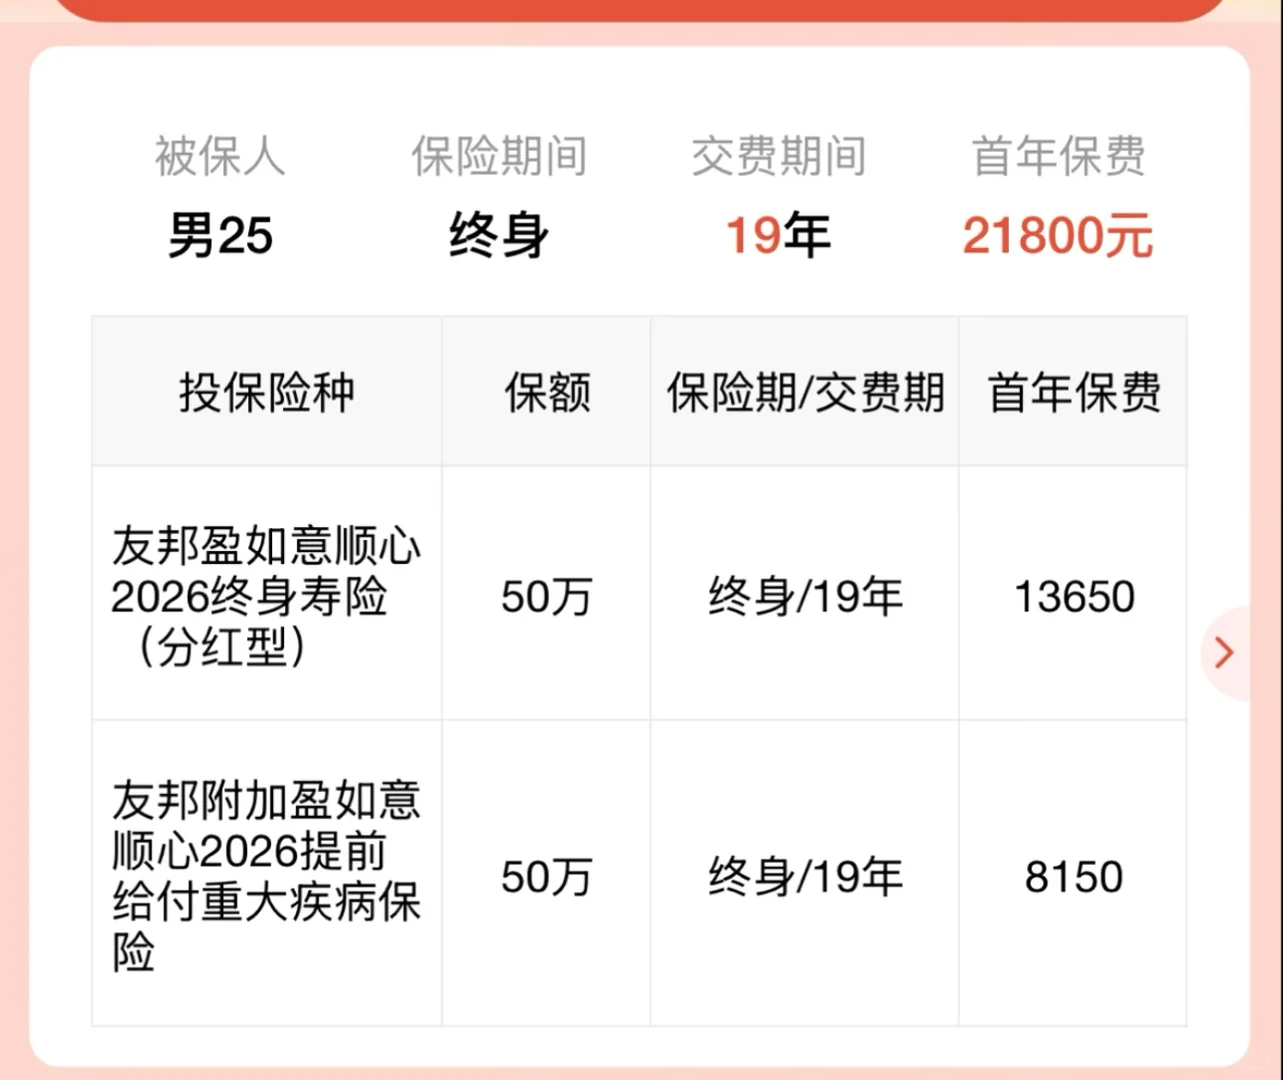 被保人 保险期间 交费期间 首年保费
男25 终身 19年 21800元
投保险种 保额 保险期/交费期 首年保费
友邦盈如意顺心
2026终身寿险
（分红型）
50万 终身/19年 13650
友邦附加盈如意
顺心2026提前
给付重大疾病保
险
50万 终身/19年 8150